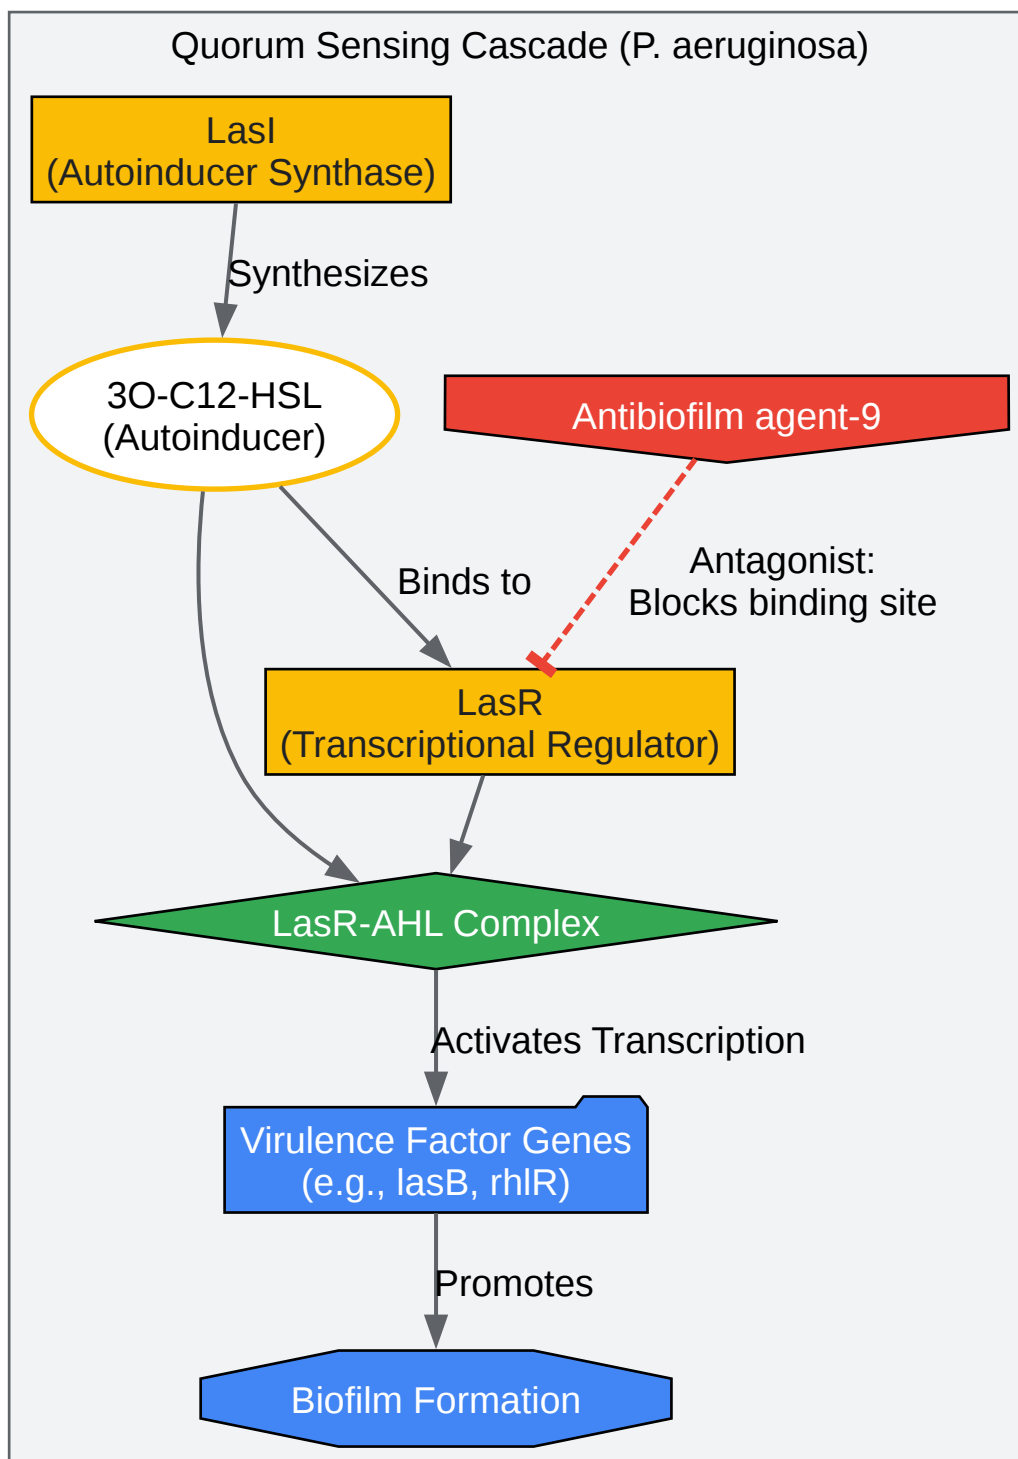 Quorum Sensing Cascade (P. aeruginosa)
LasI
(Autoinducer Synthase)
Synthesizes
3O-C12-HSL
(Autoinducer)
Antibiofilm agent-9
Binds to
Antagonist:
Blocks binding site
LasR
(Transcriptional Regulator)
LasR-AHL Complex
Activates Transcription
Virulence Factor Genes
(e.g., lasB, rhlR)
Promotes
Biofilm Formation